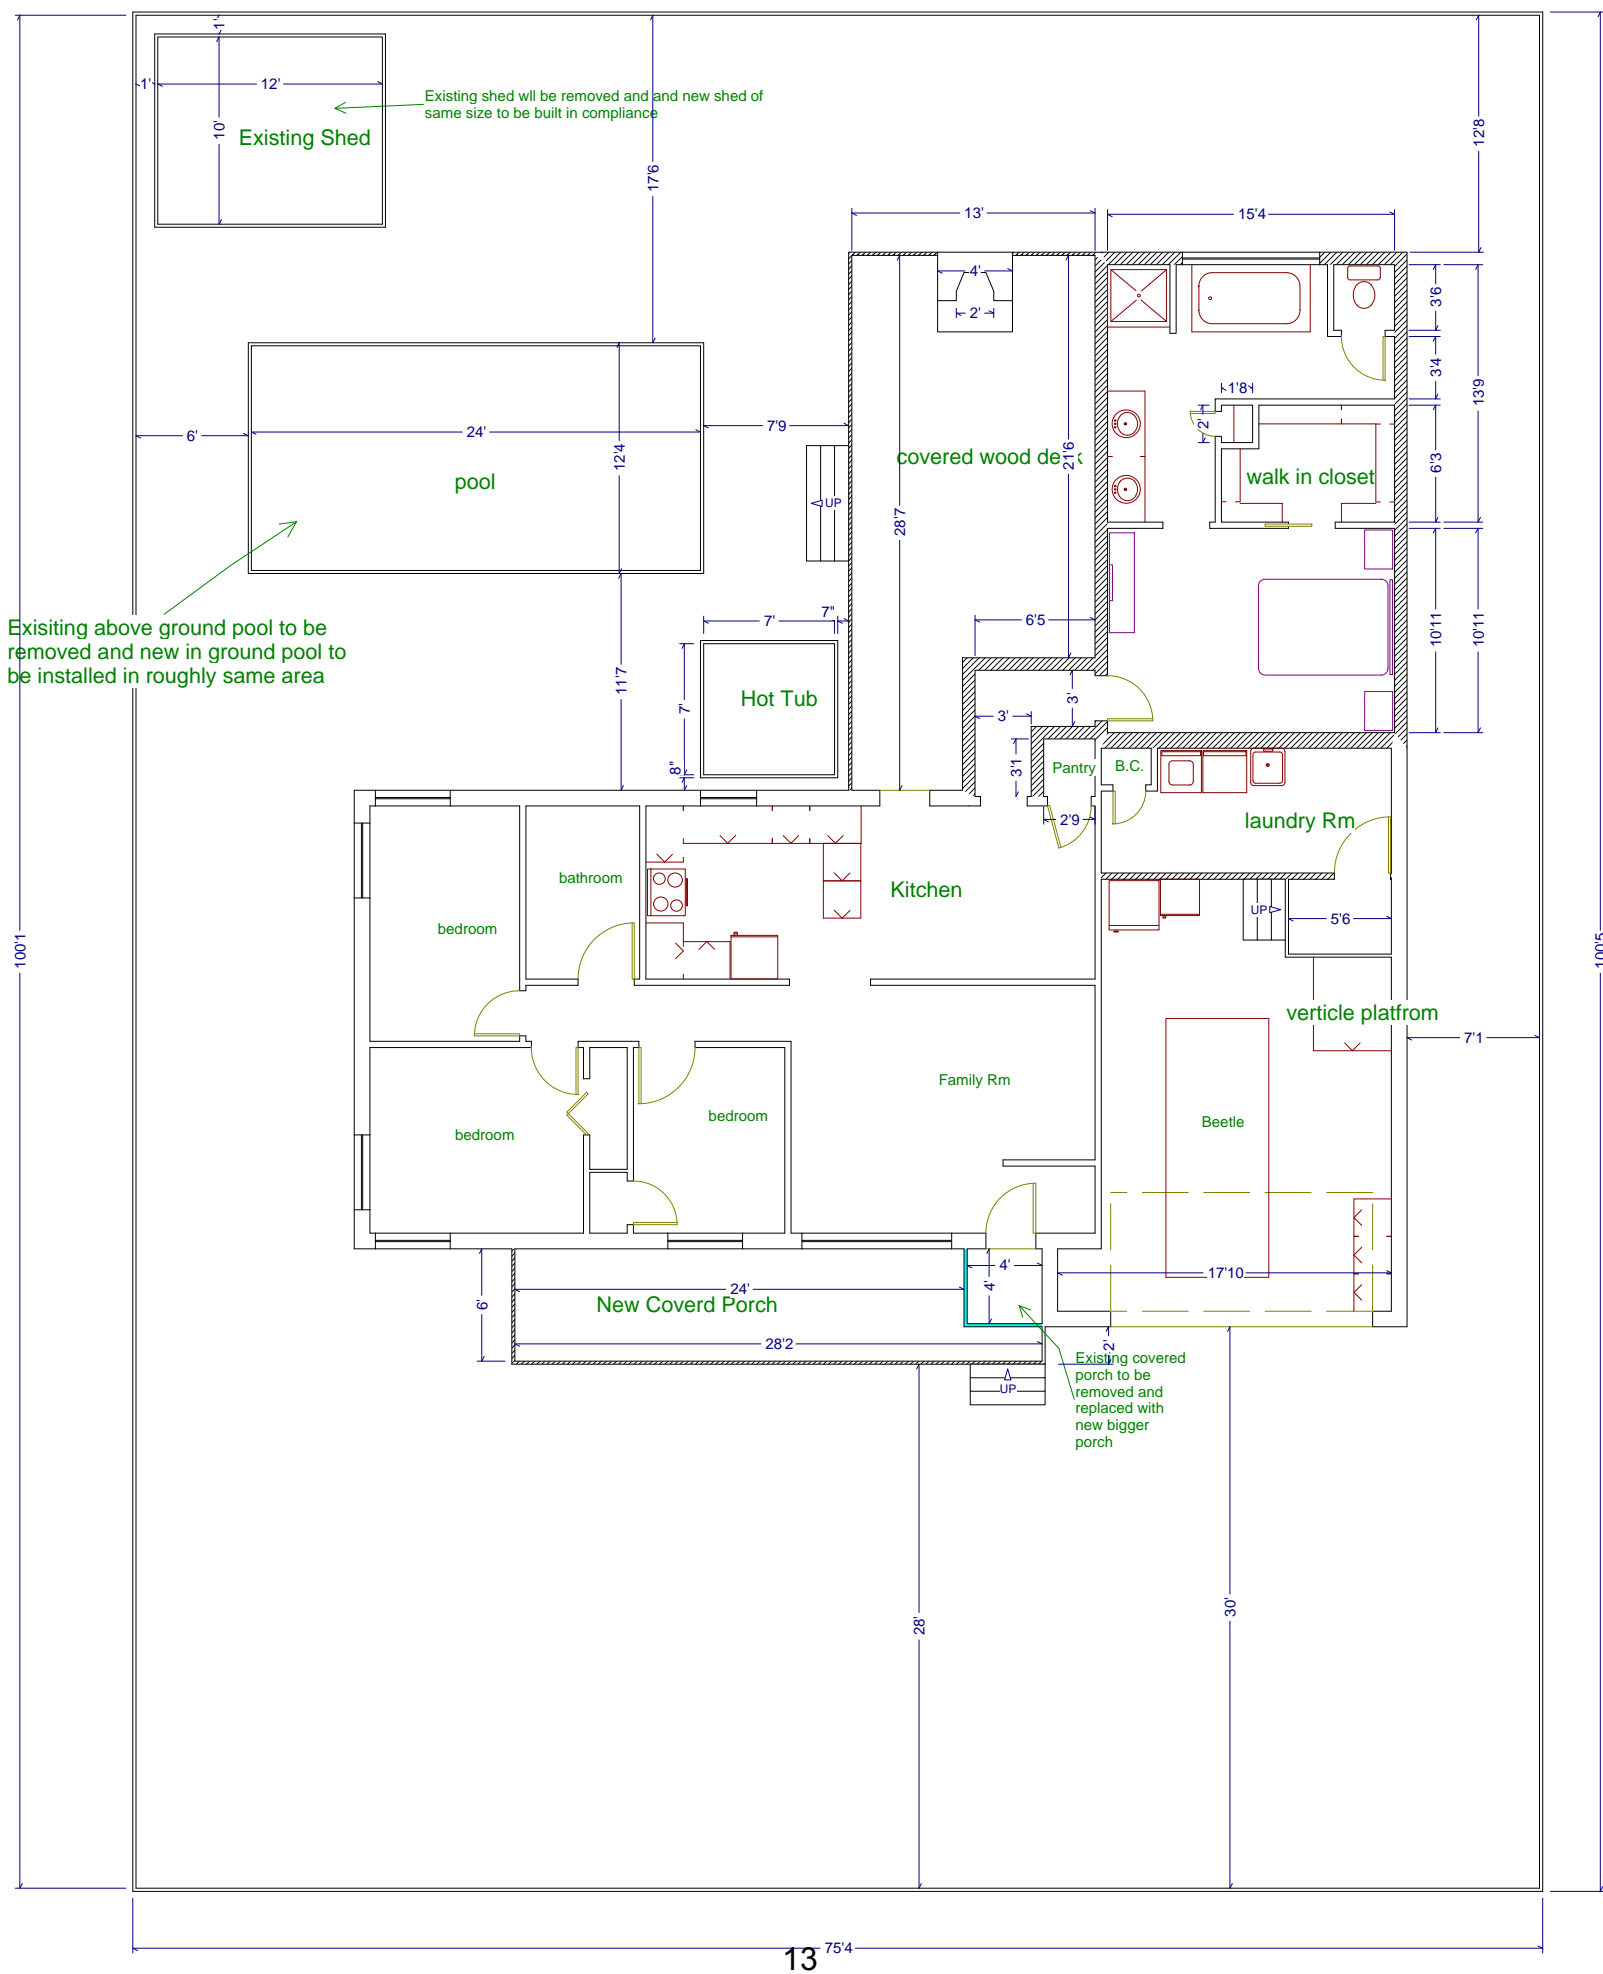 1'
1'
12'
10'
Existing Shed
Existing shed wll be removed and and new shed of
same size to be built in compliance
17'6
12'8
13'
15'4
4'
2'
3'6
3'4
13'9
1'8
2'
6'3
6'
24'
12'4
pool
7'9
UP
covered wood deck
21'6
28'7
walk in closet
10'11
10'11
Exisiting above ground pool to be
removed and new in ground pool to
be installed in roughly same area
11'7
7'
7"
7'
8"
Hot Tub
6'5
3'
3'
3'1
Pantry
B.C.
2'9
laundry Rm
bathroom
Kitchen
bedroom
UP
5'6
100'1
100'5
verticle platfrom
7'1
Family Rm
bedroom
bedroom
Beetle
4'
4'
24'
6'
New Coverd Porch
17'10
28'2
2'
UP
Existing covered
porch to be
removed and
replaced with
new bigger
porch
28'
30'
75'4
13